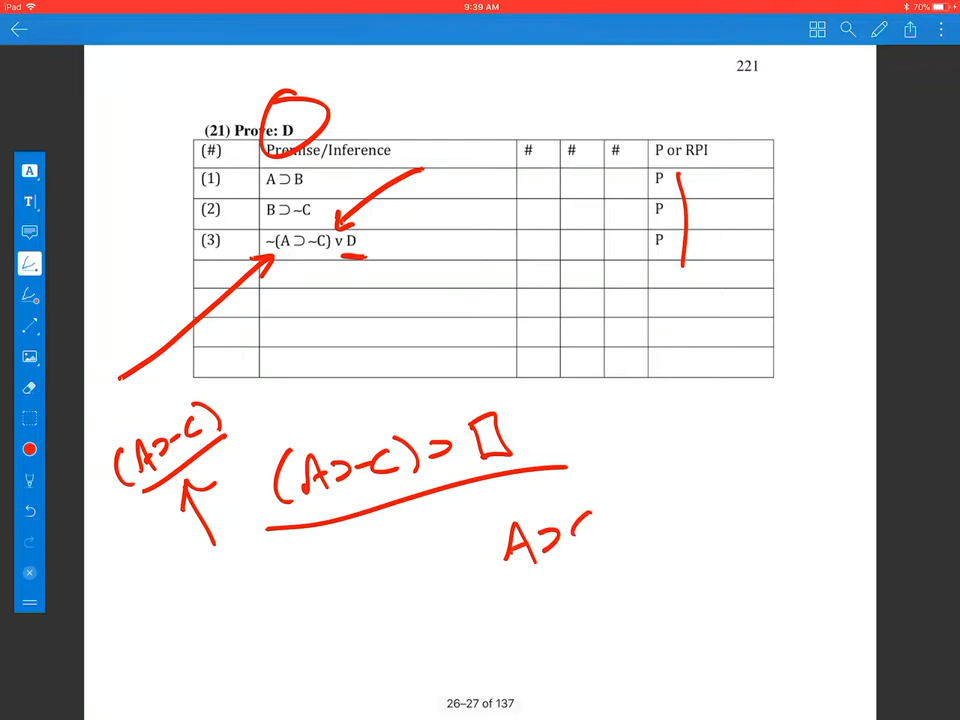 iPad 9:39 AM 70%
221
(21) Prove: D
(#) Premise/Inference # # # P or RPI
(1) A ⊃ B P
(2) B ⊃ ~C P
(3) ~(A ⊃ ~C) v D P
(A ⊃ ~C)
(A ⊃ ~C) ⊃
A ⊃
26–27 of 137